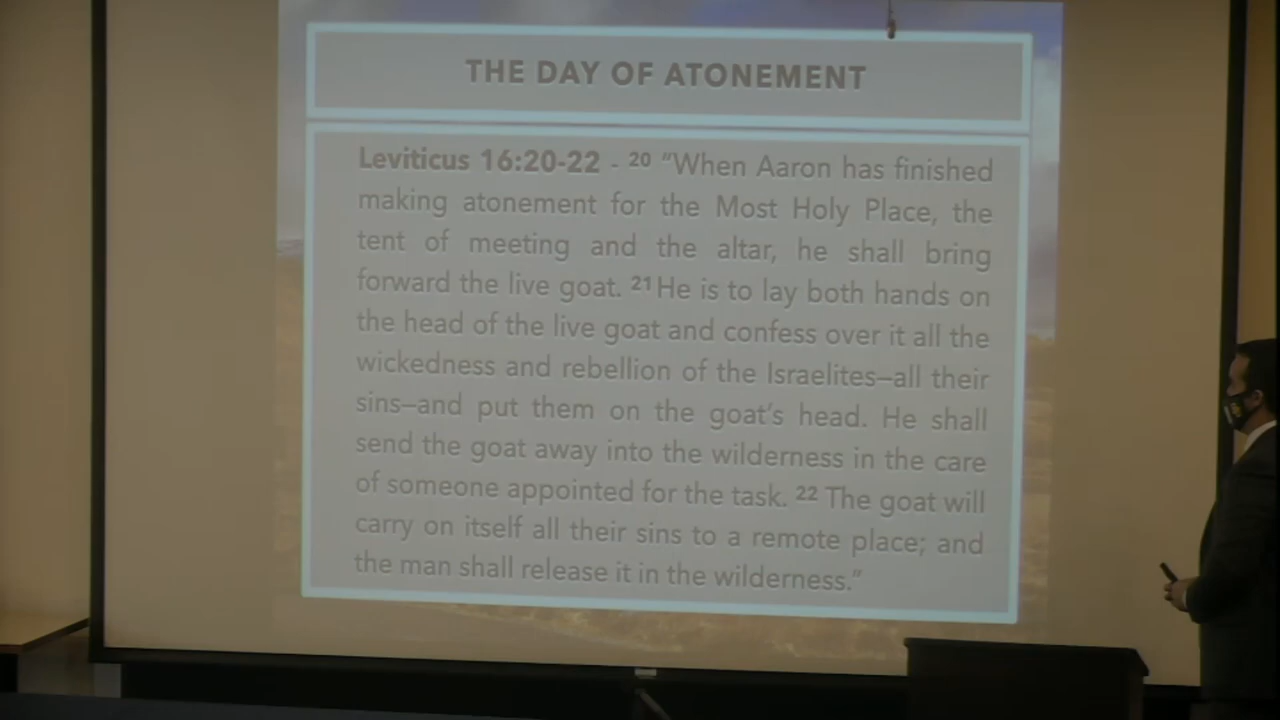 THE DAY OF ATONEMENT
Leviticus 16:20-22 - 20 "When Aaron has finished
making atonement for the Most Holy Place, the
tent of meeting and the altar, he shall bring
forward the live goat. 21 He is to lay both hands on
the head of the live goat and confess over it all the
wickedness and rebellion of the Israelites—all their
sins—and put them on the goat's head. He shall
send the goat away into the wilderness in the care
of someone appointed for the task. 22 The goat will
carry on itself all their sins to a remote place; and
the man shall release it in the wilderness."